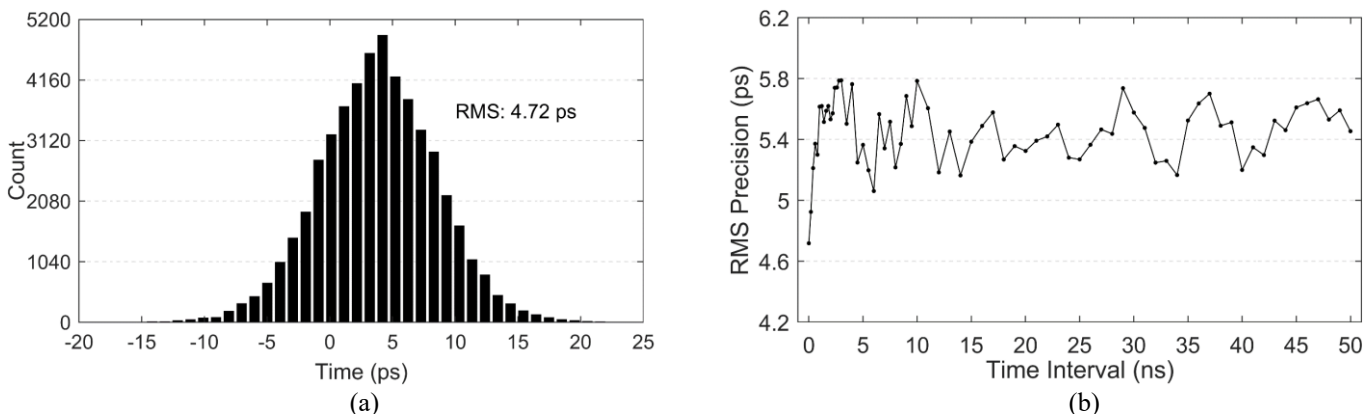 5200
4160
3120
2080
1040
0
Count
RMS: 4.72 ps
-20 -15 -10 -5 0 5 10 15 20 25
Time (ps)
(a)
6.2
5.8
5.4
5
4.6
4.2
RMS Precision (ps)
0 5 10 15 20 25 30 35 40 45 50
Time Interval (ns)
(b)